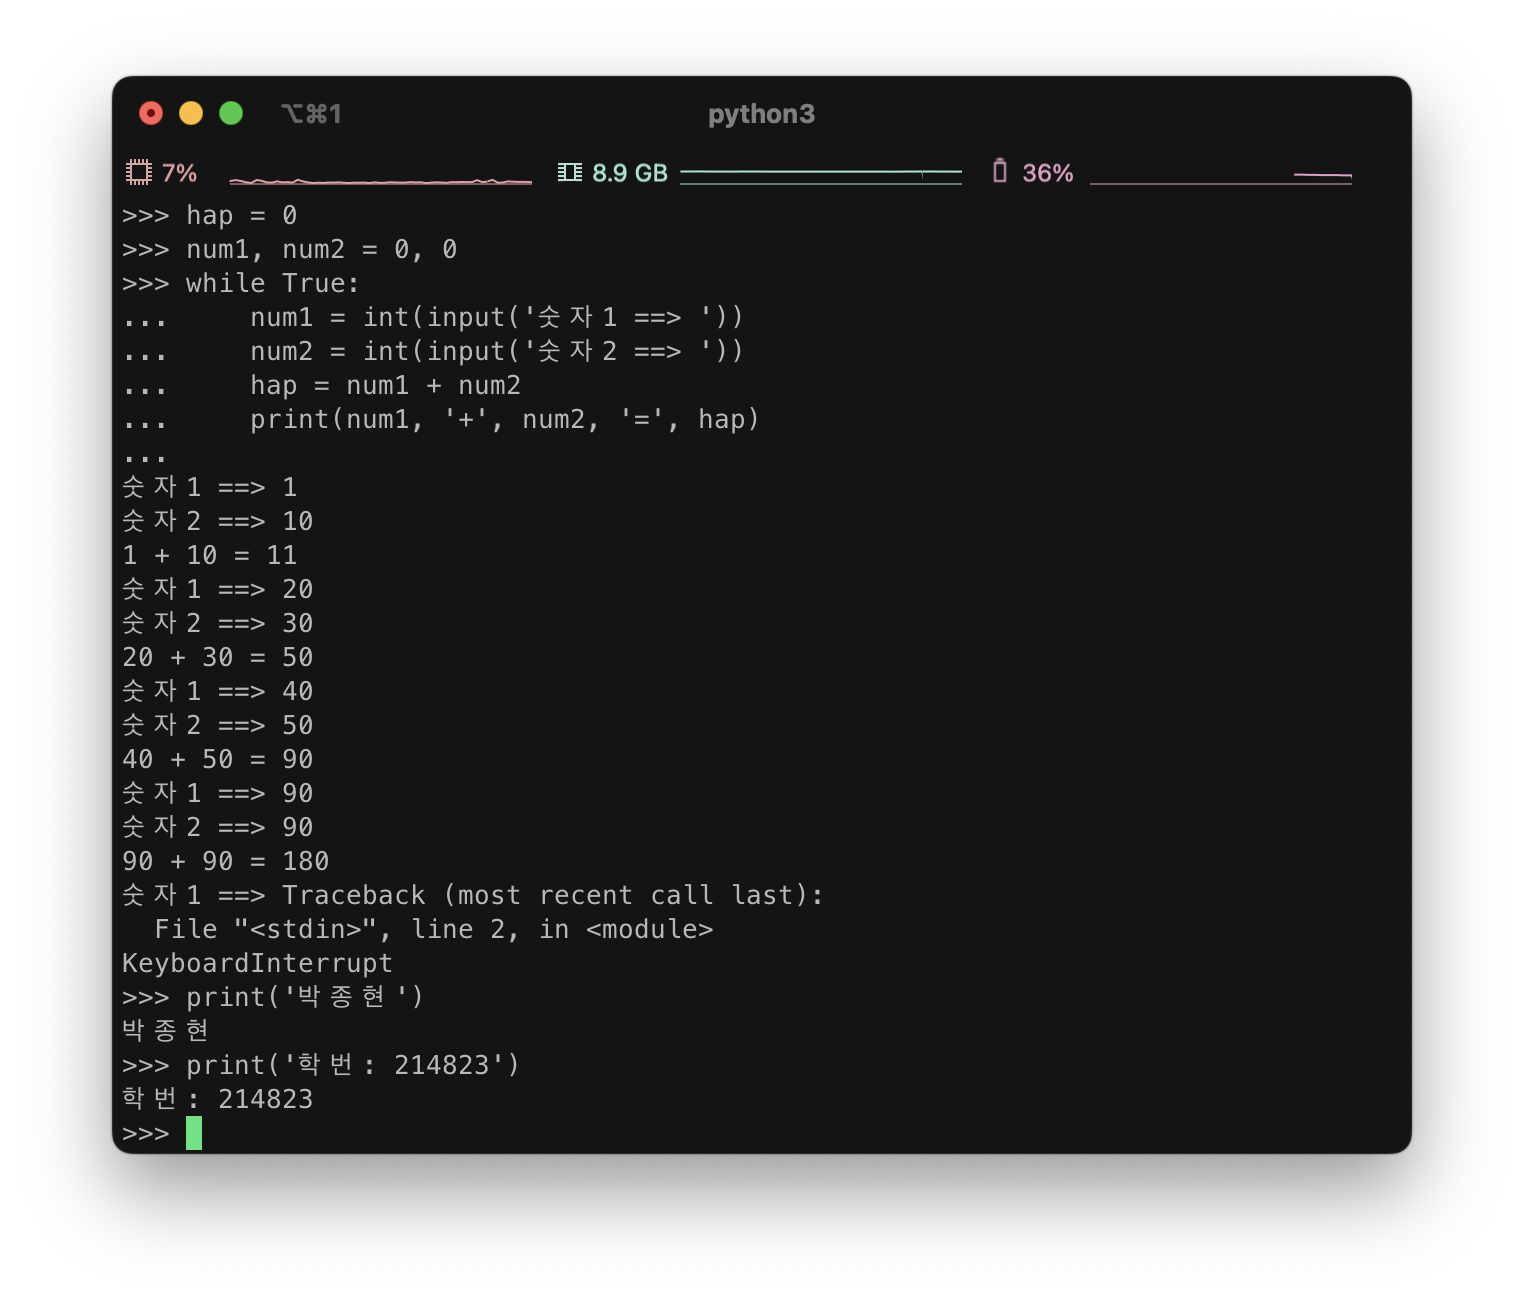 ⌥⌘1 python3
7% 8.9 GB 36%
>>> hap = 0
>>> num1, num2 = 0, 0
>>> while True:
...     num1 = int(input('숫자1 ==> '))
...     num2 = int(input('숫자2 ==> '))
...     hap = num1 + num2
...     print(num1, '+', num2, '=', hap)
...
숫자1 ==> 1
숫자2 ==> 10
1 + 10 = 11
숫자1 ==> 20
숫자2 ==> 30
20 + 30 = 50
숫자1 ==> 40
숫자2 ==> 50
40 + 50 = 90
숫자1 ==> 90
숫자2 ==> 90
90 + 90 = 180
숫자1 ==> Traceback (most recent call last):
  File "<stdin>", line 2, in <module>
KeyboardInterrupt
>>> print('박종현')
박종현
>>> print('학번: 214823')
학번: 214823
>>>